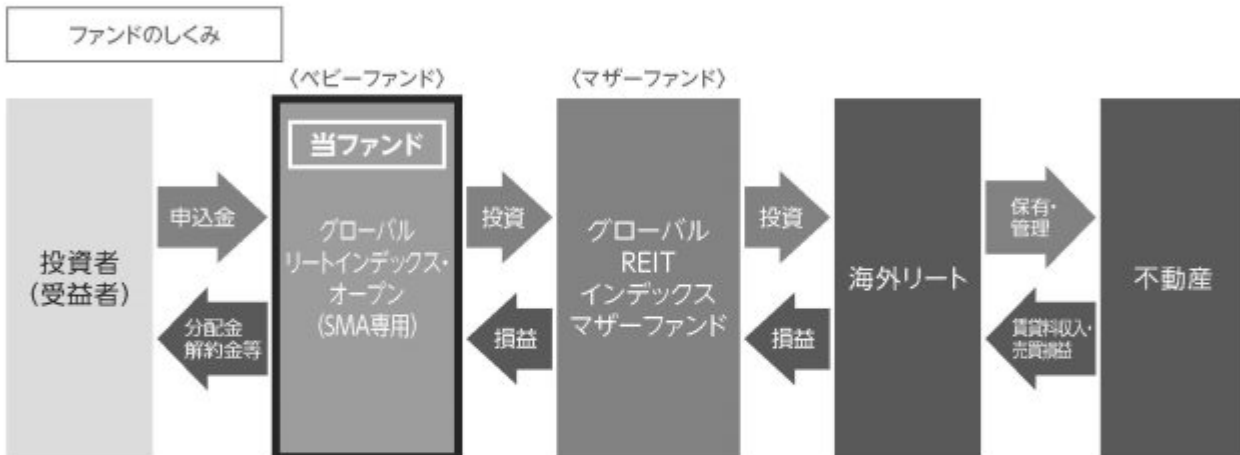 ファンドのしくみ
〈ベビーファンド〉
〈マザーファンド〉
投資者
(受益者)
申込金
分配金
解約金等
当ファンド
グローバル
リートインデックス・
オープン
(SMA専用)
投資
損益
グローバル
REIT
インデックス
マザーファンド
投資
損益
海外リート
保有・
管理
賃貸料収入・
売買損益
不動産